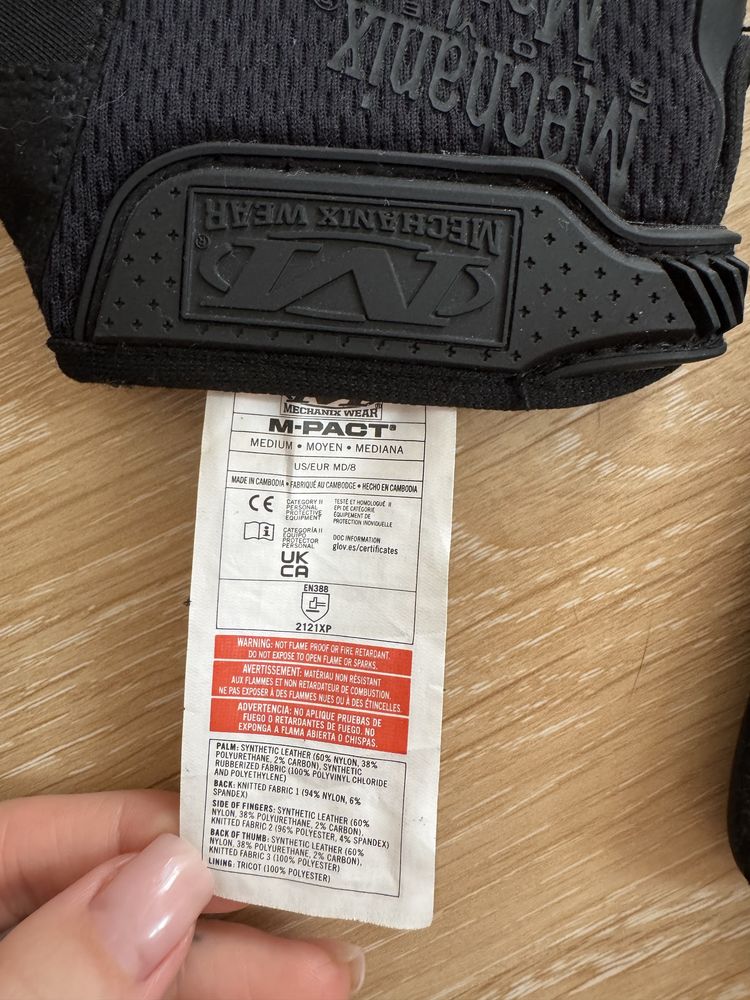 Mechanix
MECHANIX WEAR
®
MECHANIX WEAR
M-PACT®
MEDIUM • MOYEN • MEDIANA
US/EUR MD/8
MADE IN CAMBODIA • FABRIQUÉ AU CAMBODGE • HECHO EN CAMBODIA
CE
CATEGORY II
PERSONAL
PROTECTIVE
EQUIPMENT
TESTÉ ET HOMOLOGUÉ II
EPI DE CATÉGORIE
ÉQUIPEMENT DE
PROTECTION INDIVIDUELLE
i
CATEGORÍA II
EQUIPO
PROTECTOR
PERSONAL
DOC INFORMATION
glov.es/certificates
UK
CA
EN388
2121XP
WARNING: NOT FLAME PROOF OR FIRE RETARDANT.
DO NOT EXPOSE TO OPEN FLAME OR SPARKS.
AVERTISSEMENT: MATÉRIAU NON RÉSISTANT
AUX FLAMMES ET NON RETARDATEUR DE COMBUSTION.
NE PAS EXPOSER À DES FLAMMES NUES OU À DES ÉTINCELLES.
ADVERTENCIA: NO APLIQUE PRUEBAS DE
FUEGO O RETARDANTES DE FUEGO. NO
EXPONGA A FLAMA ABIERTA O CHISPAS.
PALM: SYNTHETIC LEATHER (60% NYLON, 38%
POLYURETHANE, 2% CARBON), SYNTHETIC
RUBBERIZED FABRIC (100% POLYVINYL CHLORIDE
AND POLYETHYLENE)
BACK: KNITTED FABRIC 1 (94% NYLON, 6%
SPANDEX)
SIDE OF FINGERS: SYNTHETIC LEATHER (60%
NYLON, 38% POLYURETHANE, 2% CARBON),
KNITTED FABRIC 2 (96% POLYESTER, 4% SPANDEX)
BACK OF THUMB: SYNTHETIC LEATHER (60%
NYLON, 38% POLYURETHANE, 2% CARBON),
KNITTED FABRIC 3 (100% POLYESTER)
LINING: TRICOT (100% POLYESTER)